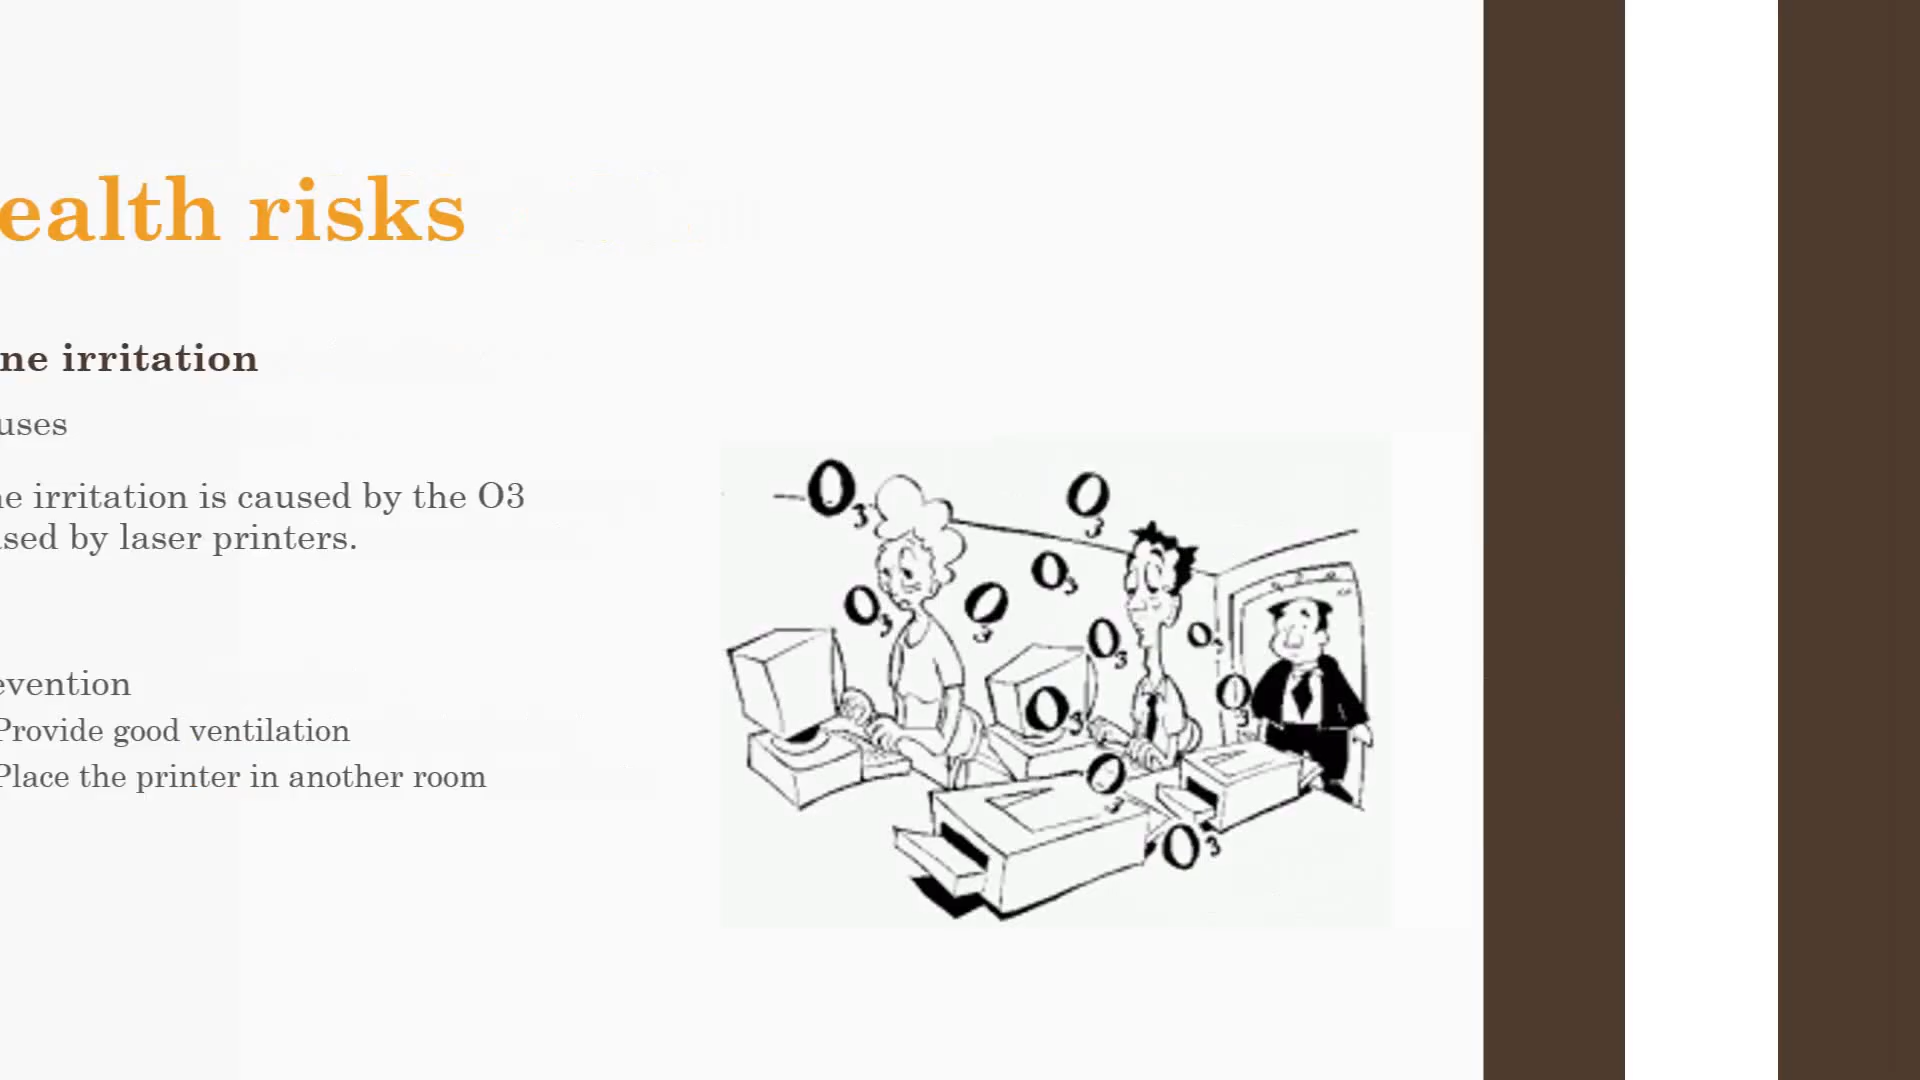 ealth risks
ne irritation
uses
e irritation is caused by the O3
sed by laser printers.
evention
Provide good ventilation
Place the printer in another room
O3
O3
O3
O3
O3
O3
O3
O3
O3
O3
O3